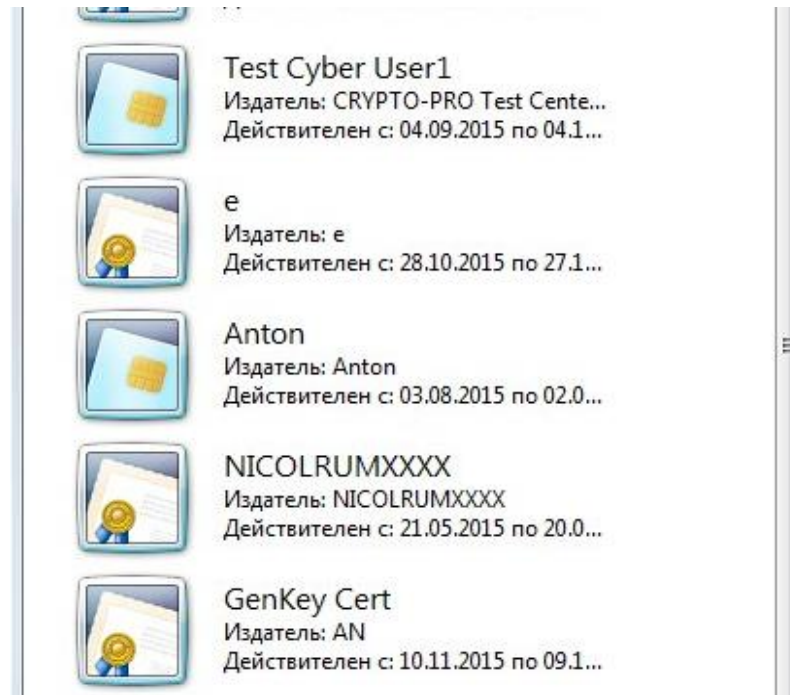 Test Cyber User1
Издатель: CRYPTO-PRO Test Cente...
Действителен с: 04.09.2015 по 04.1...
e
Издатель: e
Действителен с: 28.10.2015 по 27.1...
Anton
Издатель: Anton
Действителен с: 03.08.2015 по 02.0...
NICOLRUMXXXX
Издатель: NICOLRUMXXXX
Действителен с: 21.05.2015 по 20.0...
GenKey Cert
Издатель: AN
Действителен с: 10.11.2015 по 09.1...